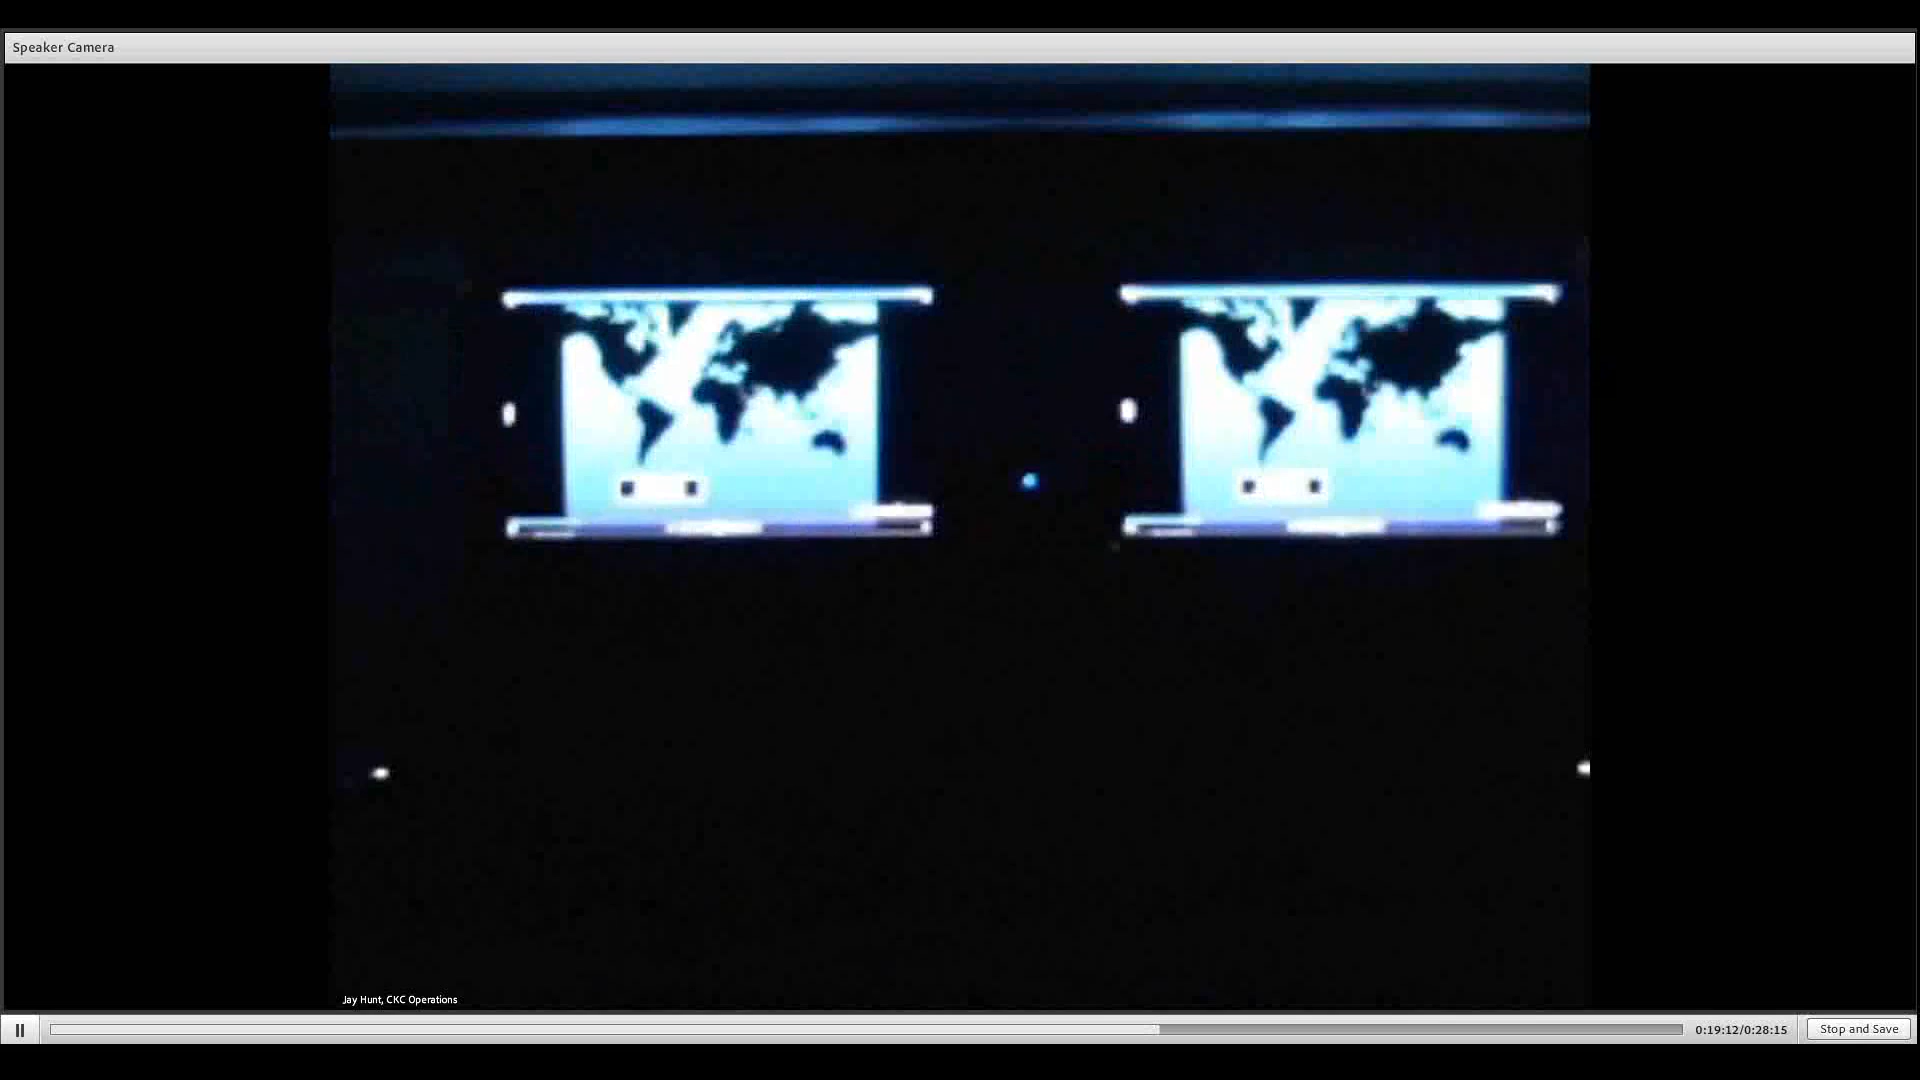 Speaker Camera
Jay Hunt, CKC Operations
0:19:12/0:28:15
Stop and Save